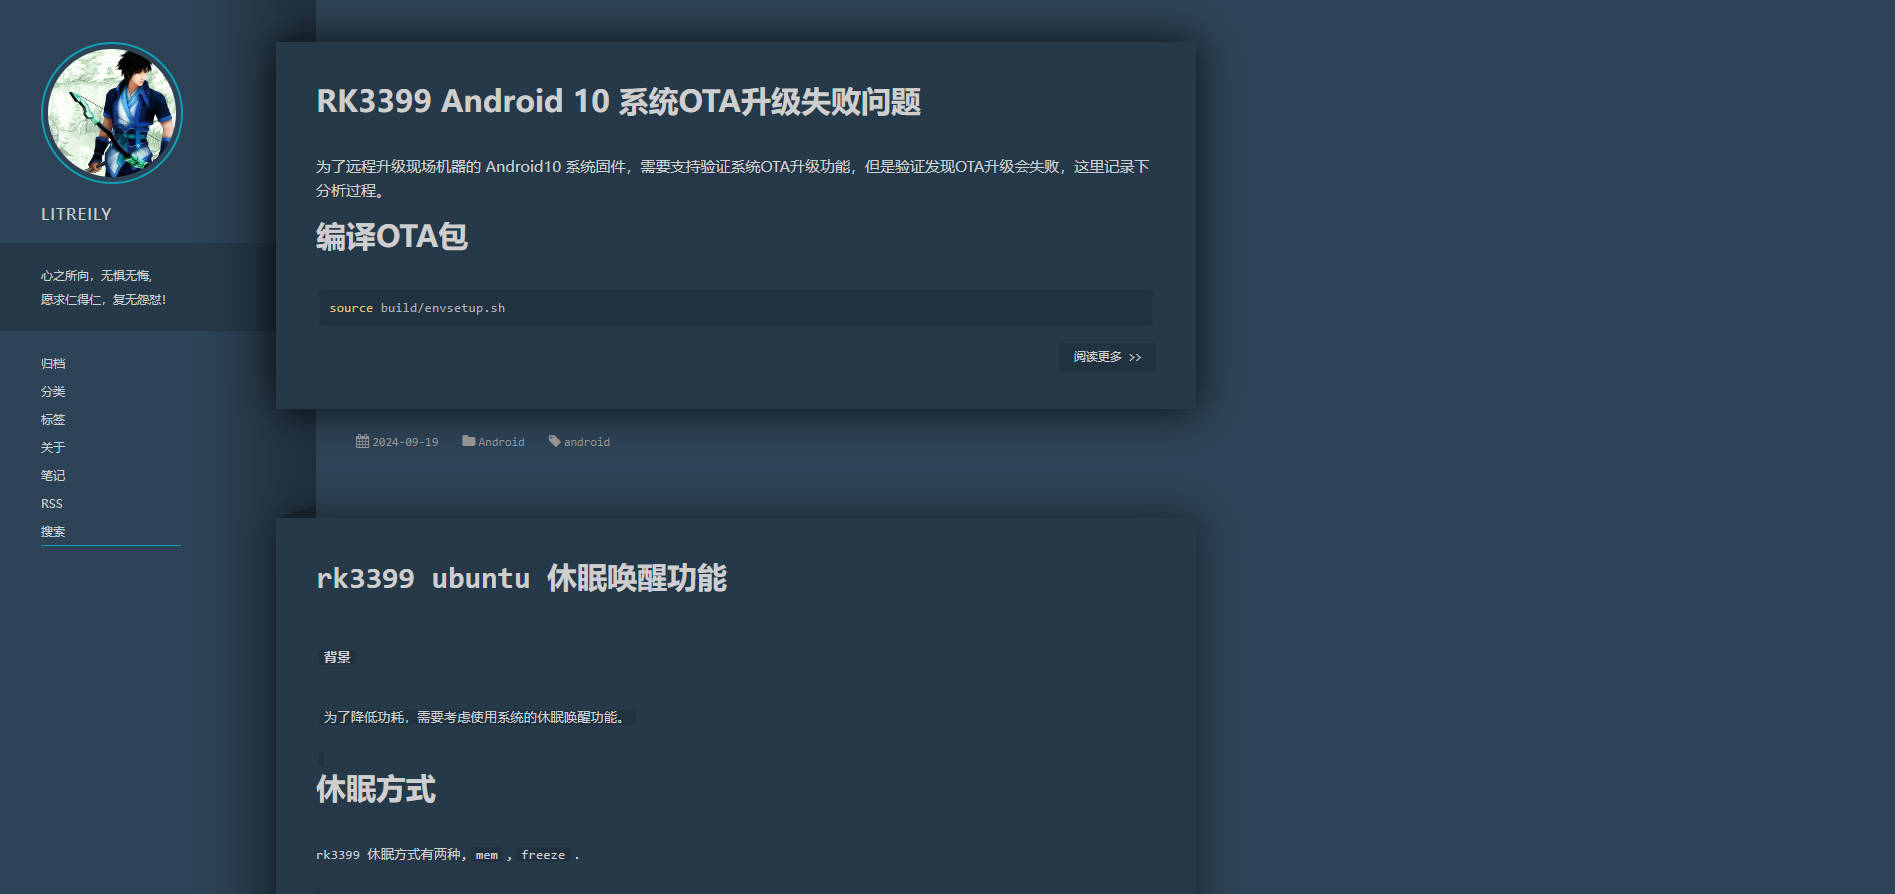 LITREILY
心之所向，无惧无悔，
愿求仁得仁，复无怨怼！
归档
分类
标签
关于
笔记
RSS
搜索
RK3399 Android 10 系统OTA升级失败问题
为了远程升级现场机器的 Android10 系统固件，需要支持验证系统OTA升级功能，但是验证发现OTA升级会失败，这里记录下
分析过程。
编译OTA包
source build/envsetup.sh
阅读更多 >>
2024-09-19 Android android
rk3399 ubuntu 休眠唤醒功能
背景
为了降低功耗，需要考虑使用系统的休眠唤醒功能。
休眠方式
rk3399 休眠方式有两种, mem , freeze .